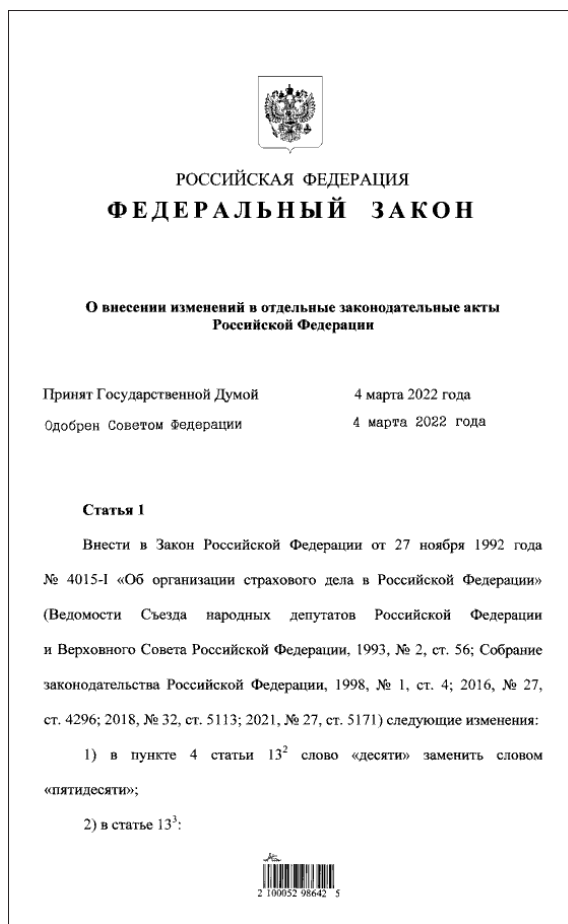 РОССИЙСКАЯ ФЕДЕРАЦИЯ
ФЕДЕРАЛЬНЫЙ ЗАКОН
О внесении изменений в отдельные законодательные акты
Российской Федерации
Принят Государственной Думой 4 марта 2022 года
Одобрен Советом Федерации 4 марта 2022 года
Статья 1
Внести в Закон Российской Федерации от 27 ноября 1992 года
№ 4015-I «Об организации страхового дела в Российской Федерации»
(Ведомости Съезда народных депутатов Российской Федерации
и Верховного Совета Российской Федерации, 1993, № 2, ст. 56; Собрание
законодательства Российской Федерации, 1998, № 1, ст. 4; 2016, № 27,
ст. 4296; 2018, № 32, ст. 5113; 2021, № 27, ст. 5171) следующие изменения:
1) в пункте 4 статьи 13² слово «десяти» заменить словом
«пятидесяти»;
2) в статье 13³:
2 100052 98642 5